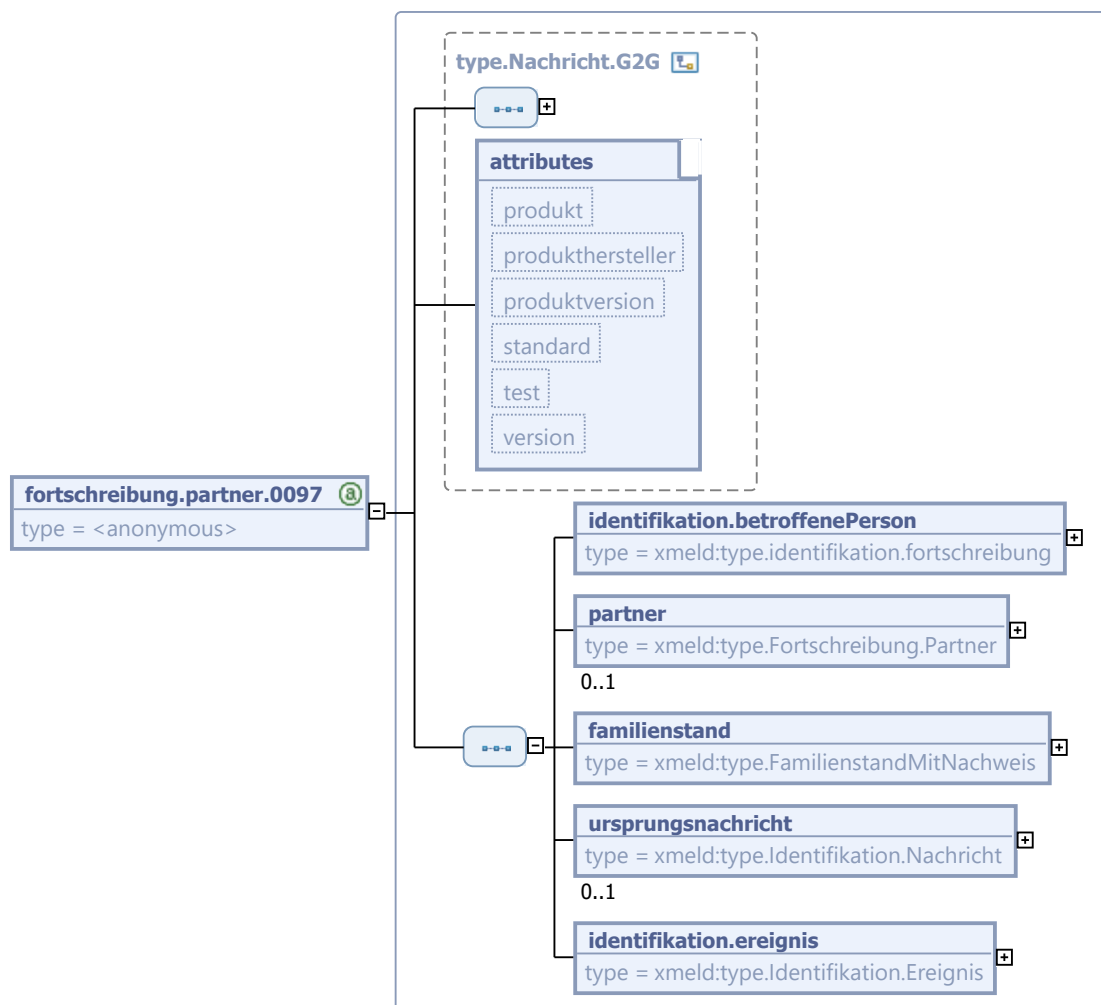 type.Nachricht.G2G
attributes
produkt
produkthersteller
produktversion
standard
test
version
fortschreibung.partner.0097
type = <anonymous>
identifikation.betroffenePerson
type = xmeld:type.identifikation.fortschreibung
partner
type = xmeld:type.Fortschreibung.Partner
0..1
familienstand
type = xmeld:type.FamilienstandMitNachweis
ursprungsnachricht
type = xmeld:type.Identifikation.Nachricht
0..1
identifikation.ereignis
type = xmeld:type.Identifikation.Ereignis